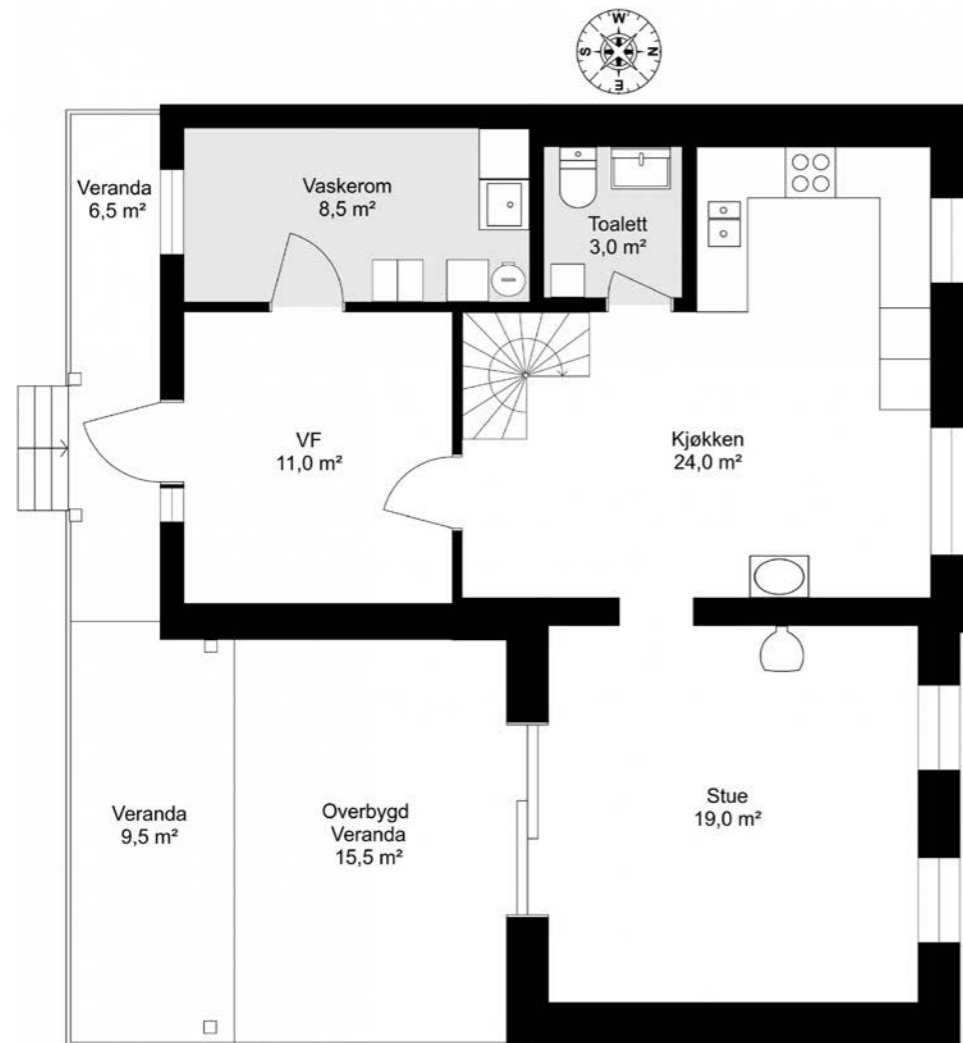 W
S
N
E
Veranda
6,5 m²
Vaskerom
8,5 m²
Toalett
3,0 m²
VF
11,0 m²
Kjøkken
24,0 m²
Veranda
9,5 m²
Overbygd
Veranda
15,5 m²
Stue
19,0 m²